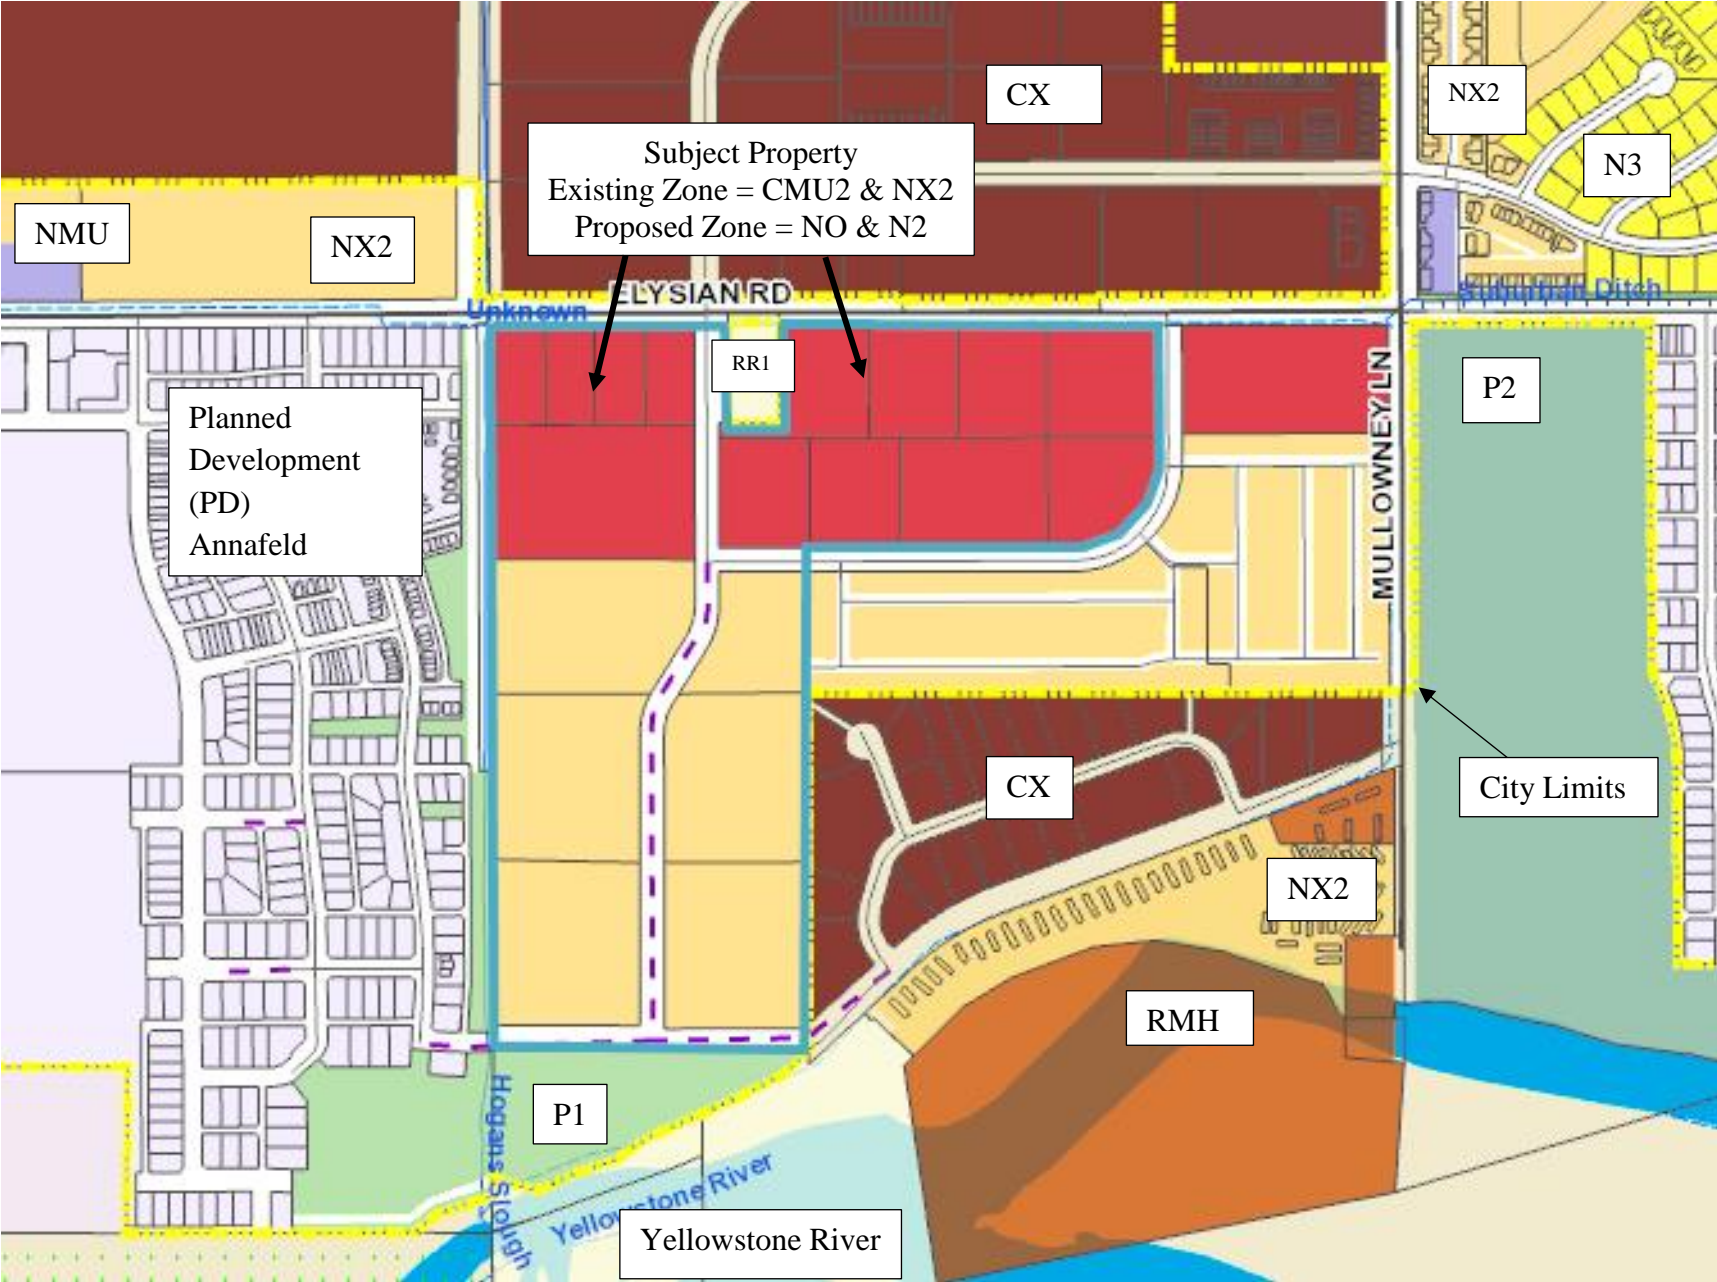 CX
NX2
N3
Subject Property
Existing Zone = CMU2 & NX2
Proposed Zone = NO & N2
NMU
NX2
ELYSIAN RD
Unknown
Suburban Ditch
RR1
P2
MULLOWNEY LN
Planned
Development
(PD)
Annafeld
CX
City Limits
NX2
RMH
P1
Hogans Slough
Yellowstone River
Yellowstone River